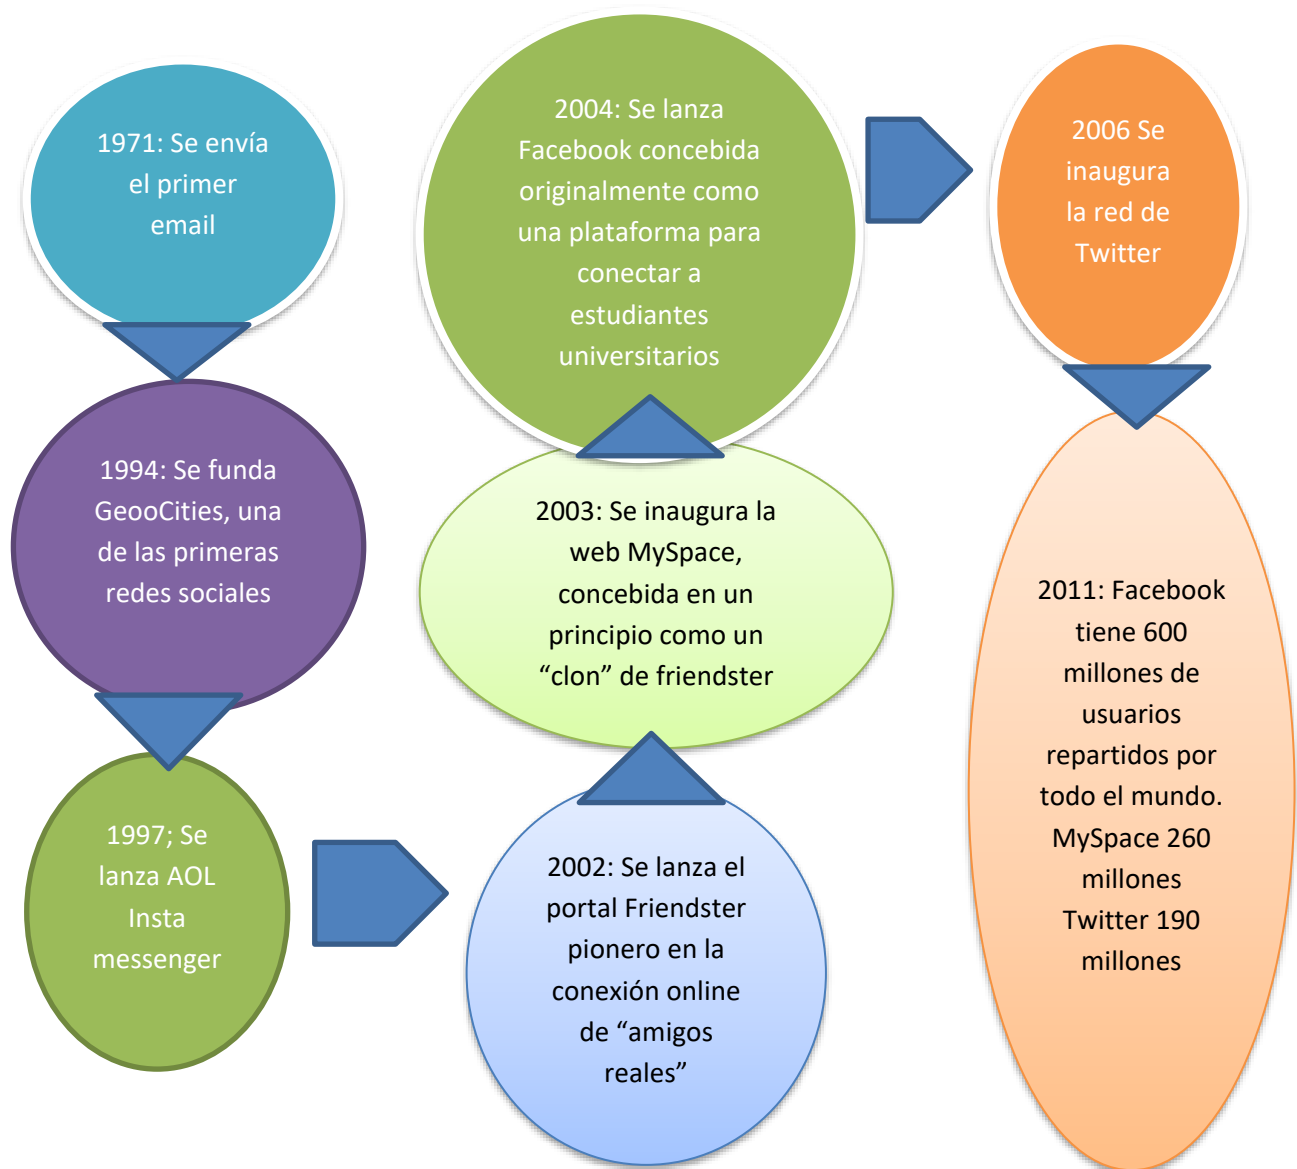 1971: Se envía
el primer
email
1994: Se funda
GeooCities, una
de las primeras
redes sociales
1997; Se
lanza AOL
Insta
messenger
2002: Se lanza el
portal Friendster
pionero en la
conexión online
de “amigos
reales”
2003: Se inaugura la
web MySpace,
concebida en un
principio como un
“clon” de friendster
2004: Se lanza
Facebook concebida
originalmente como
una plataforma para
conectar a
estudiantes
universitarios
2006 Se
inaugura
la red de
Twitter
2011: Facebook
tiene 600
millones de
usuarios
repartidos por
todo el mundo.
MySpace 260
millones
Twitter 190
millones